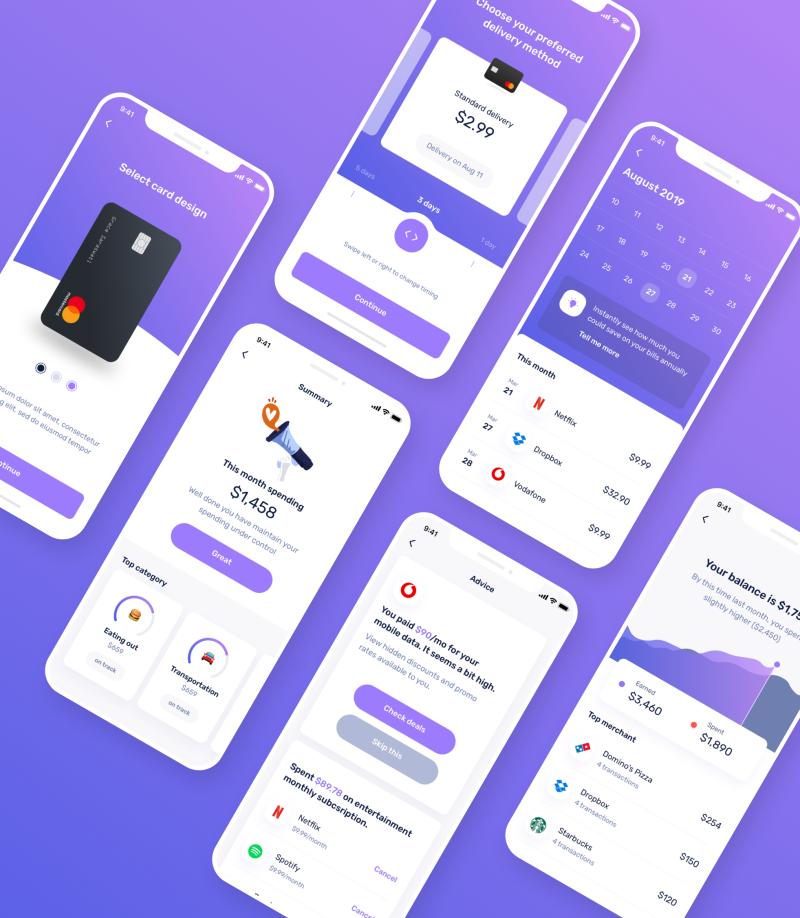 Choose your preferred
delivery method
Standard delivery
$2.99
Delivery on Aug 11
5 days
3 days
1 day
Swipe left or right to change timing
Continue
9:41
Select card design
Grace Saraswati
mastercard
sum dolor sit amet, consectetur
g elit, sed do eiusmod tempor
9:41
August 2019
10 11 12 13 14 15 16
17 18 19 20 21 22 23
24 25 26 27 28 29 30
Instantly see how much you
could save on your bills annually
Tell me more
This month
Mar
21
Netflix
$9.99
Mar
27
Dropbox
$32.90
Mar
28
Vodafone
$9.99
9:41
Summary
This month spending
$1,458
Well done you have maintain your
spending under control
Great
Top category
Eating out
$659
on track
Transportation
$659
on track
9:41
Advice
You paid $90/mo for your
mobile data. It seems a bit high.
View hidden discounts and promo
rates available to you.
Check deals
Skip this
Spent $89.78 on entertainment
monthly subcsription.
Netflix
$9.99/month
Cancel
Spotify
$9.99/month
9:41
Your balance is $1,75
By this time last month, you spe
slightly higher ($2,450)
Earned
$3,460
Spent
$1,890
Top merchant
Domino's Pizza
4 transactions
$254
Dropbox
4 transactions
$150
Starbucks
4 transactions
$120